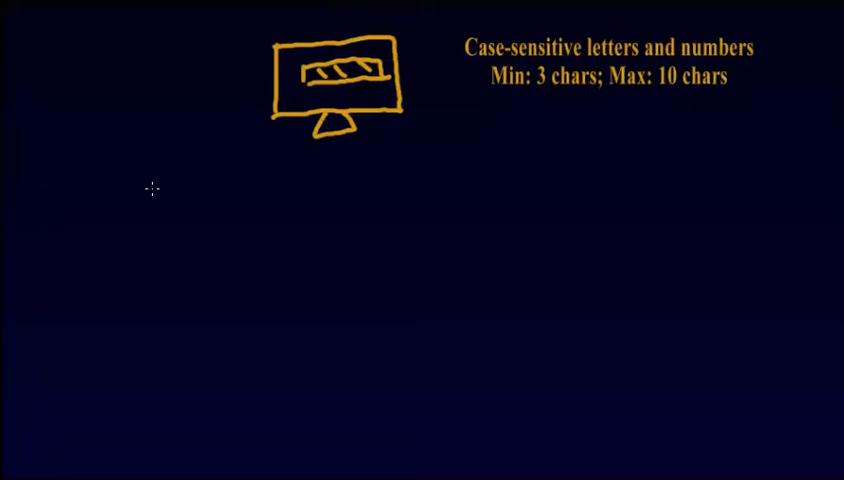 Case-sensitive letters and numbers
Min: 3 chars; Max: 10 chars